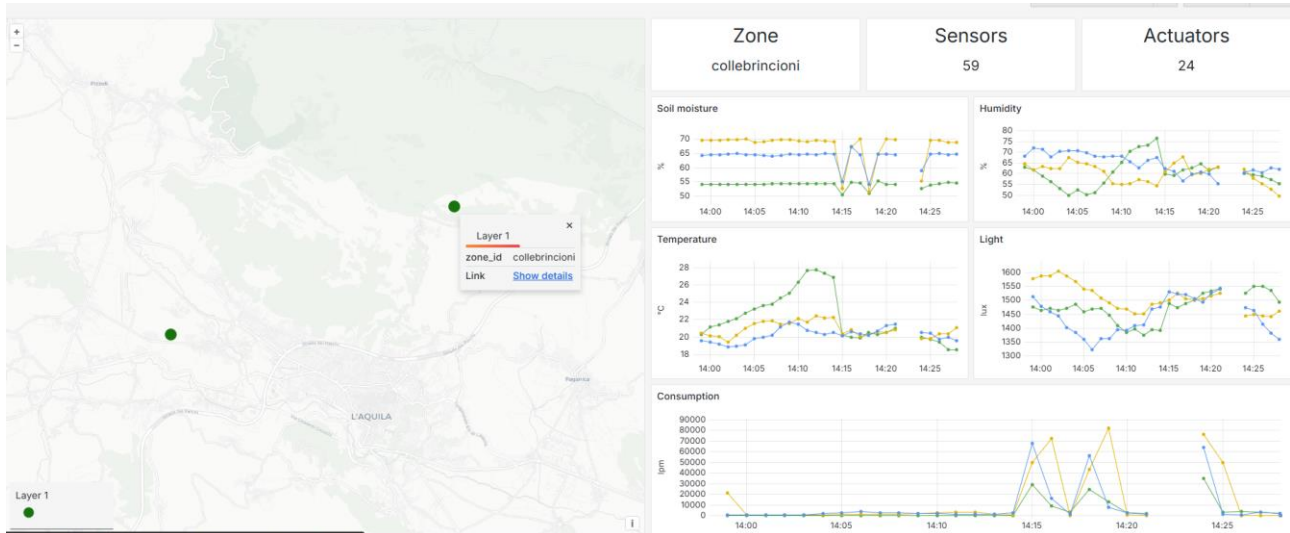 +
−
Pizzoli
L'AQUILA
Paganica
Layer 1
×
zone_id collebrincioni
Link Show details
Layer 1
i
Zone
collebrincioni
Sensors
59
Actuators
24
Soil moisture
%
70
65
60
55
50
14:00 14:05 14:10 14:15 14:20 14:25
Humidity
%
80
75
70
65
60
55
50
14:00 14:05 14:10 14:15 14:20 14:25
Temperature
°C
28
26
24
22
20
18
14:00 14:05 14:10 14:15 14:20 14:25
Light
lux
1600
1550
1500
1450
1400
1350
1300
14:00 14:05 14:10 14:15 14:20 14:25
Consumption
lpm
90000
80000
70000
60000
50000
40000
30000
20000
10000
0
14:00 14:05 14:10 14:15 14:20 14:25